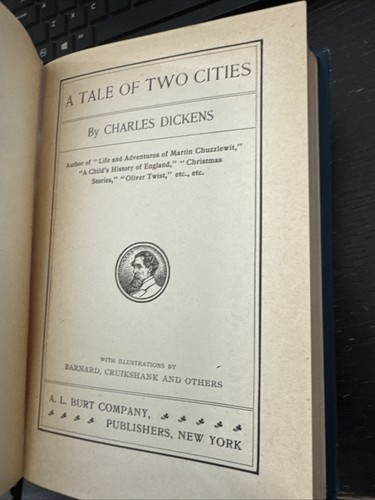 A TALE OF TWO CITIES
By CHARLES DICKENS
Author of "Life and Adventures of Martin Chuzzlewit,"
"A Child's History of England," "Christmas
Stories," "Oliver Twist," etc., etc.
WITH ILLUSTRATIONS BY
BARNARD, CRUIKSHANK AND OTHERS
A. L. BURT COMPANY,
PUBLISHERS, NEW YORK